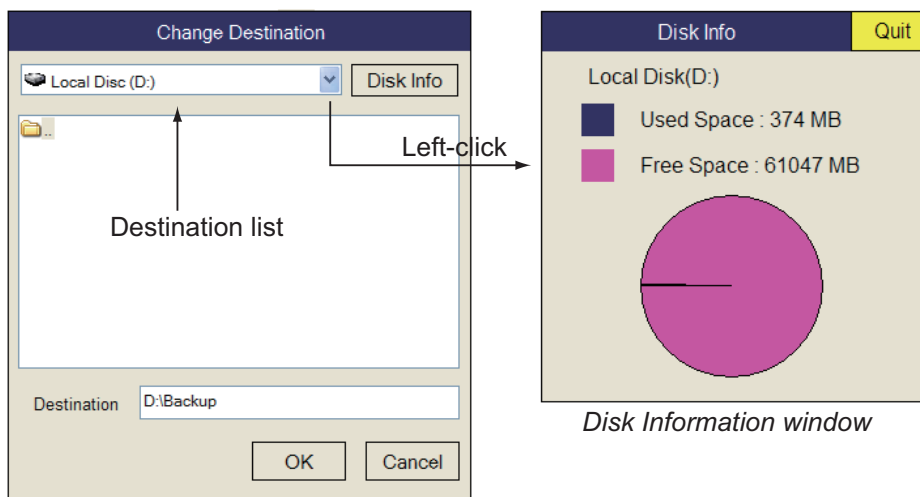 Change Destination
Local Disc (D:)
Disk Info
..
Left-click
Destination list
Destination
D:\Backup
OK
Cancel
Disk Info
Quit
Local Disk(D:)
Used Space : 374 MB
Free Space : 61047 MB
Disk Information window